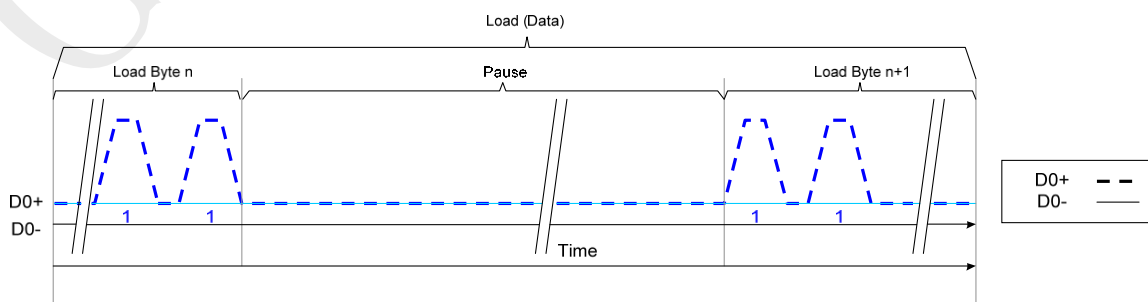 Load (Data)
Load Byte n
Pause
Load Byte n+1
D0+
D0-
1 1 1 1
Time
D0+
D0-